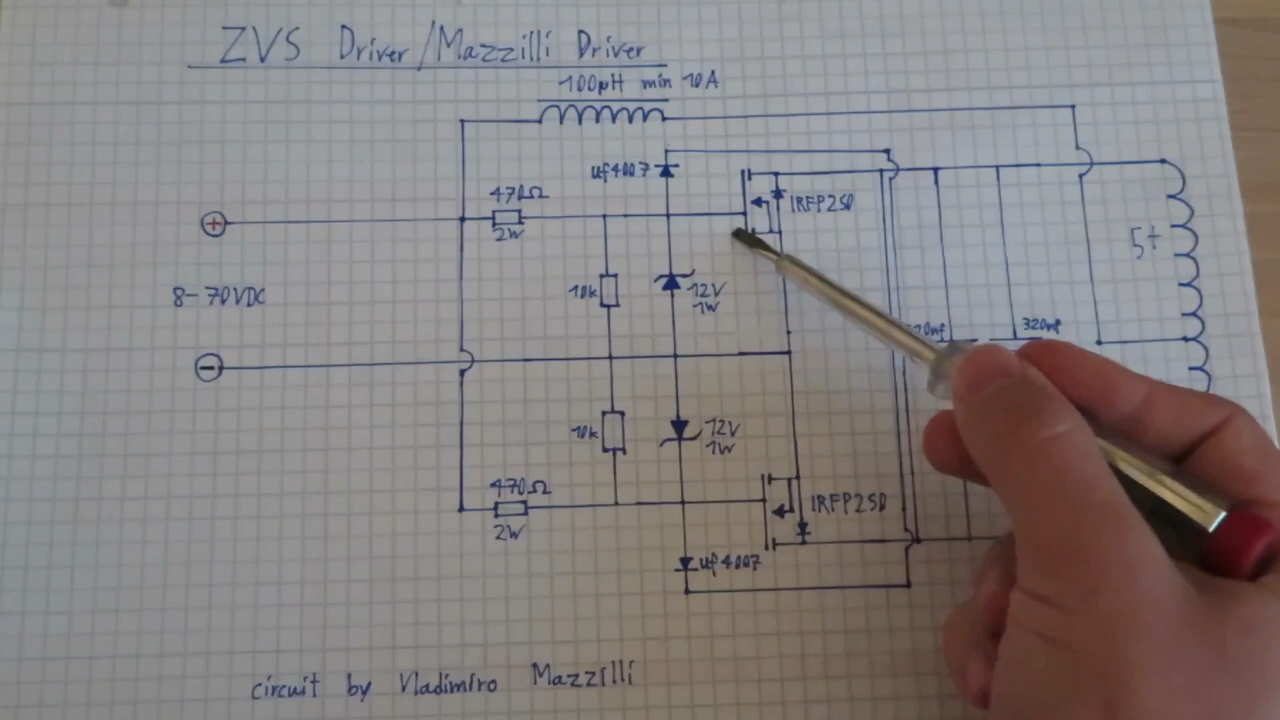 ZVS Driver/Mazzilli Driver
100µH min 10A
uf4007
470Ω
2W
IRFP250
5t
+
10k
12V
1W
8-70VDC
320nf
-
10k
12V
1W
470Ω
2W
IRFP250
uf4007
circuit by Vladimiro Mazzilli